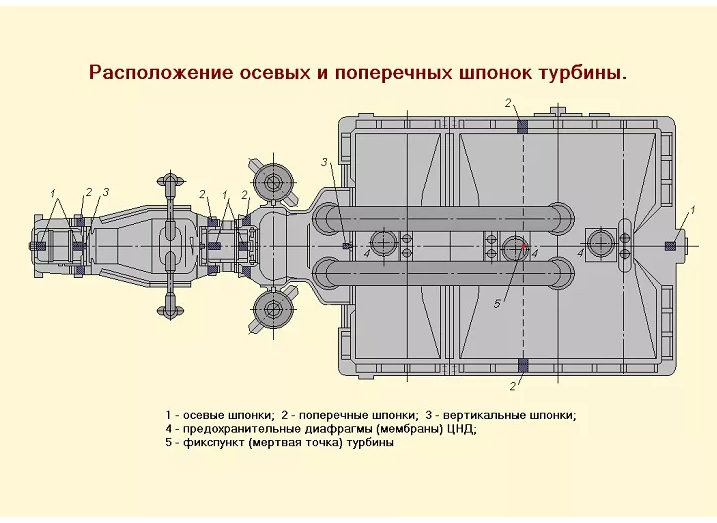 Расположение осевых и поперечных шпонок турбины.
2
3
1 2 3 2 1 2
1
4 4 4
5
2
1 - осевые шпонки; 2 - поперечные шпонки; 3 - вертикальные шпонки;
4 - предохранительные диафрагмы (мембраны) ЦНД;
5 - фикспункт (мертвая точка) турбины